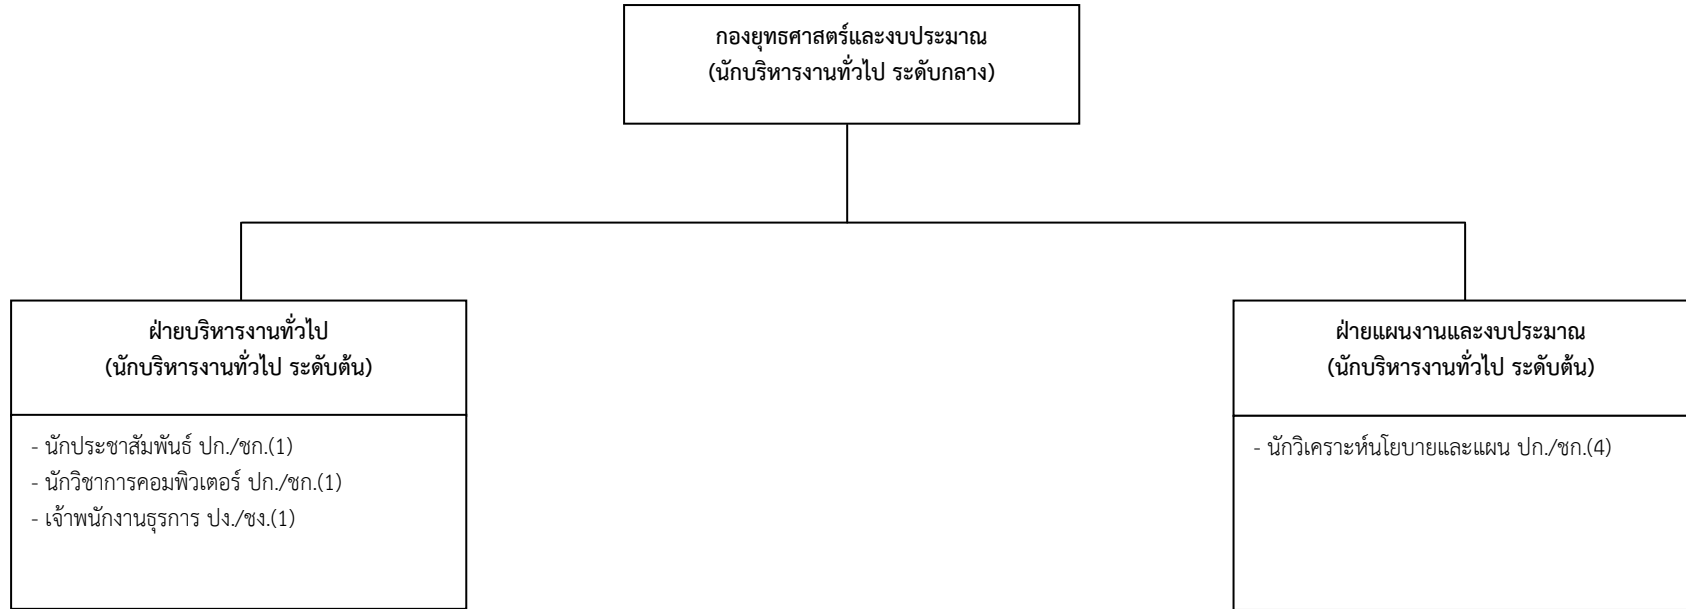 กองยุทธศาสตร์และงบประมาณ
(นักบริหารงานทั่วไป ระดับกลาง)
ฝ่ายบริหารงานทั่วไป
(นักบริหารงานทั่วไป ระดับต้น)
- นักประชาสัมพันธ์ ปก./ชก.(1)
- นักวิชาการคอมพิวเตอร์ ปก./ชก.(1)
- เจ้าพนักงานธุรการ ปง./ชง.(1)
ฝ่ายแผนงานและงบประมาณ
(นักบริหารงานทั่วไป ระดับต้น)
- นักวิเคราะห์นโยบายและแผน ปก./ชก.(4)